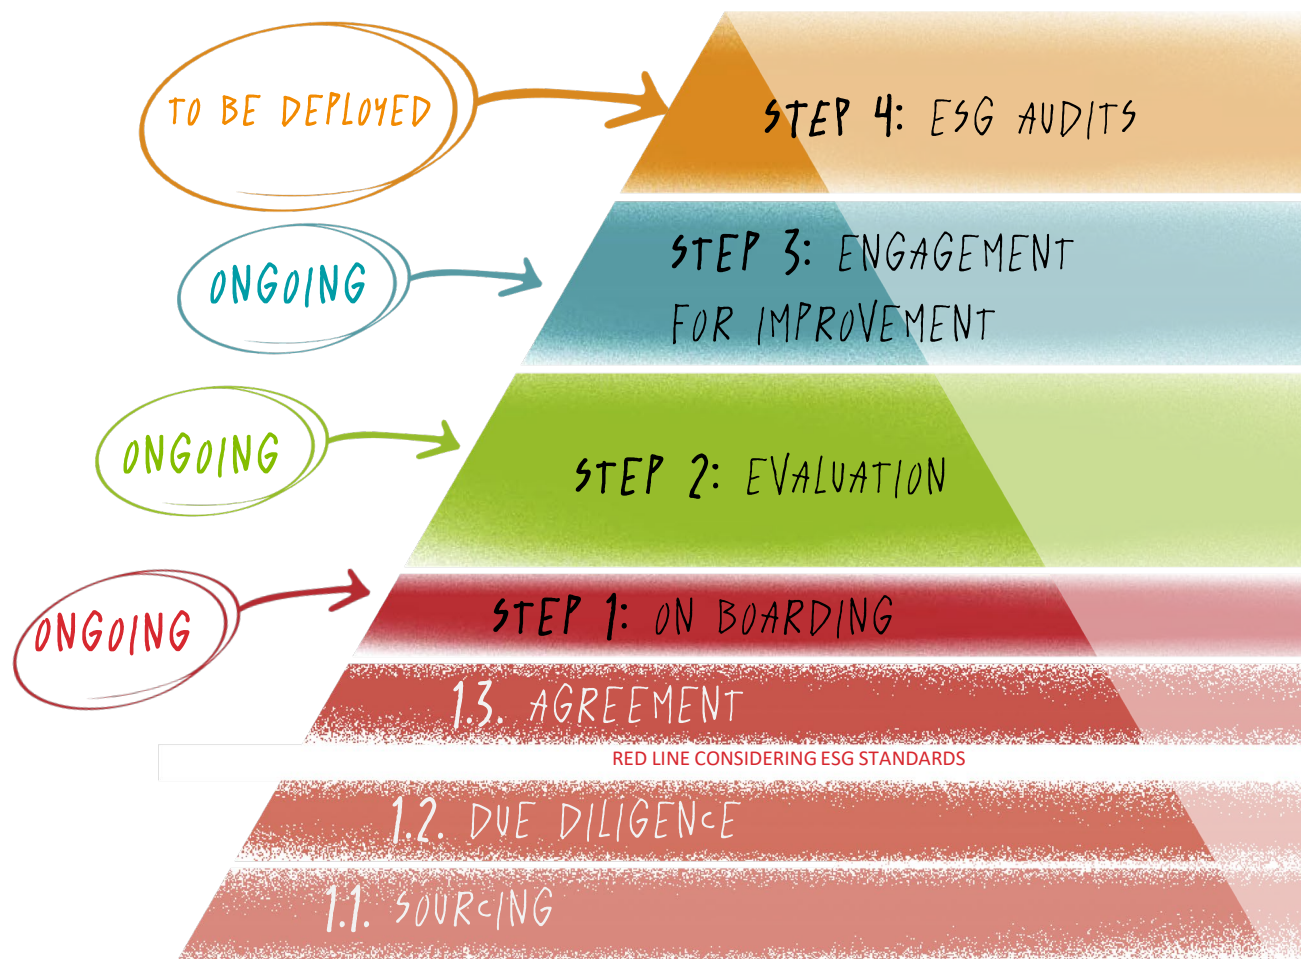 TO BE DEPLOYED
STEP 4: ESG AUDITS
ONGOING
STEP 3: ENGAGEMENT
FOR IMPROVEMENT
ONGOING
STEP 2: EVALUATION
ONGOING
STEP 1: ON BOARDING
1.3. AGREEMENT
RED LINE CONSIDERING ESG STANDARDS
1.2. DUE DILIGENCE
1.1. SOURCING